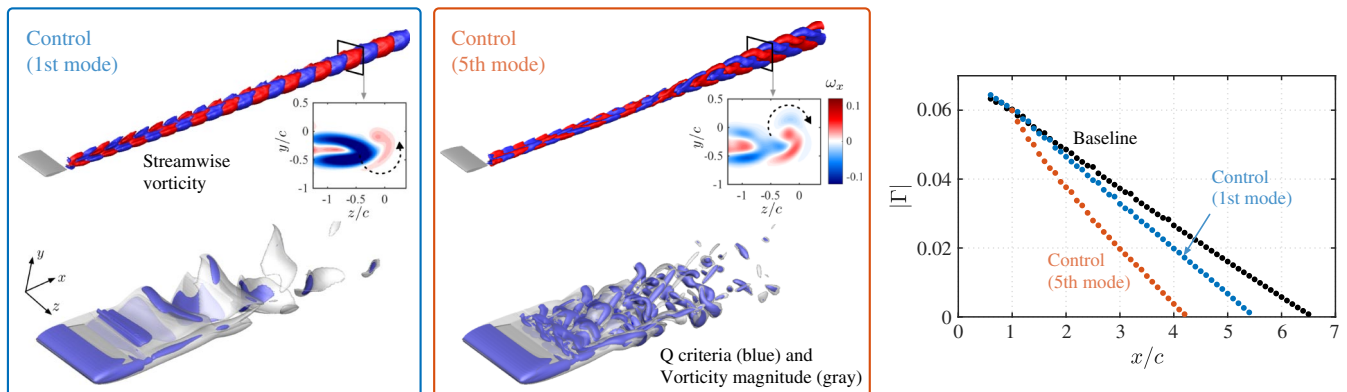 Control
(1st mode)
0.5
0
-0.5
-1
y/c
-1
-0.5
0
z/c
Streamwise
vorticity
y
x
z
Control
(5th mode)
ω_x
0.1
0
-0.1
0.5
0
-0.5
-1
y/c
-1
-0.5
0
z/c
Q criteria (blue) and
Vorticity magnitude (gray)
|Γ|
0.06
0.04
0.02
0
Baseline
Control
(1st mode)
Control
(5th mode)
0 1 2 3 4 5 6 7
x/c